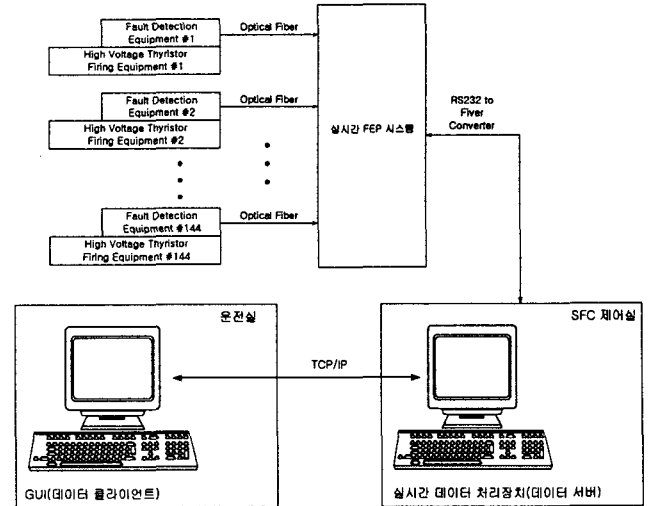 Fault Detection
Equipment #1
High Voltage Thyristor
Firing Equipment #1
Optical Fiber
Fault Detection
Equipment #2
High Voltage Thyristor
Firing Equipment #2
Optical Fiber
Fault Detection
Equipment #144
High Voltage Thyristor
Firing Equipment #144
Optical Fiber
실시간 FEP 시스템
RS232 to
Fiver
Converter
운전실
GUI(데이터 클라이언트)
TCP/IP
SFC 제어실
실시간 데이터 처리장치(데이터 서버)